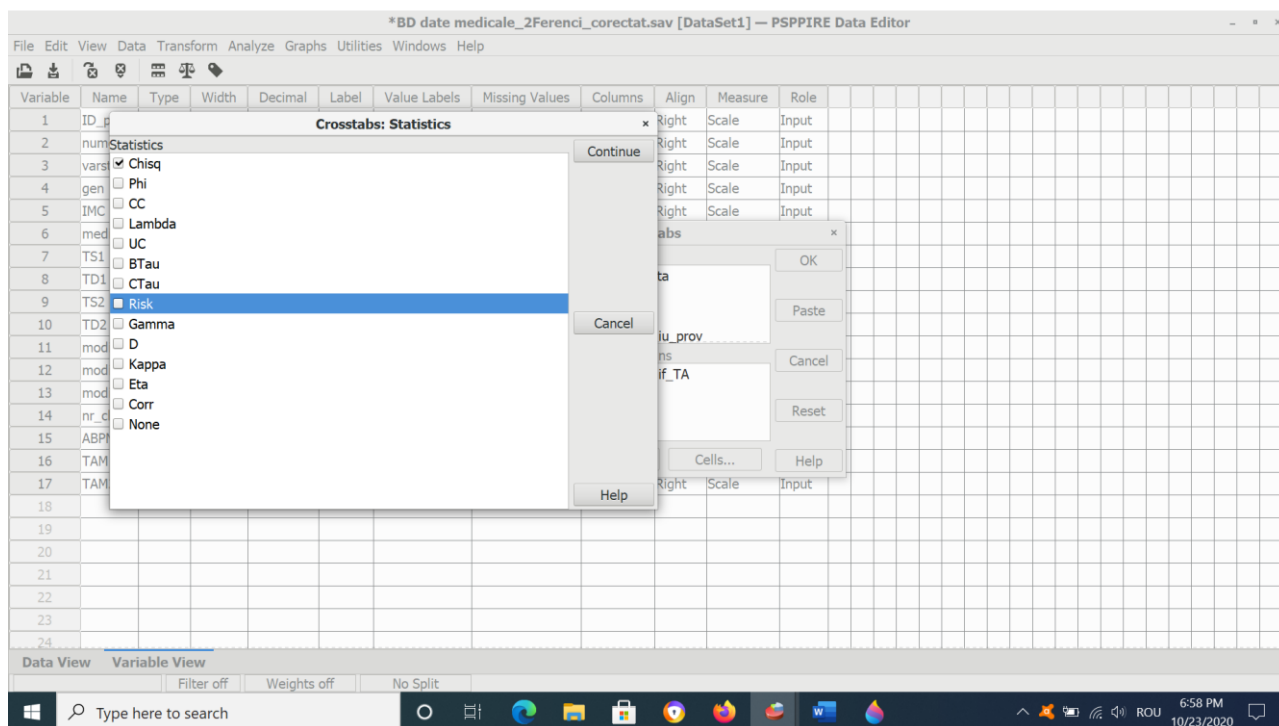 *BD date medicale_2Ferenci_corectat.sav [DataSet1] — PSPPIRE Data Editor
File Edit View Data Transform Analyze Graphs Utilities Windows Help
Variable Name Type Width Decimal Label Value Labels Missing Values Columns Align Measure Role
1 ID_p Right Scale Input
2 num Right Scale Input
3 varst Right Scale Input
4 gen Right Scale Input
5 IMC Right Scale Input
6 med
7 TS1
8 TD1
9 TS2
10 TD2
11 mod
12 mod
13 mod
14 nr_cl
15 ABPM
16 TAM
17 TAM Right Scale Input
18
19
20
21
22
23
24
Crosstabs: Statistics ×
Statistics
Chisq
Phi
CC
Lambda
UC
BTau
CTau
Risk
Gamma
D
Kappa
Eta
Corr
None
Continue
Cancel
Help
abs ×
ta
iu_prov
ns
if_TA
Cells...
OK
Paste
Cancel
Reset
Help
Data View Variable View
Filter off Weights off No Split
Type here to search
ROU
6:58 PM
10/23/2020